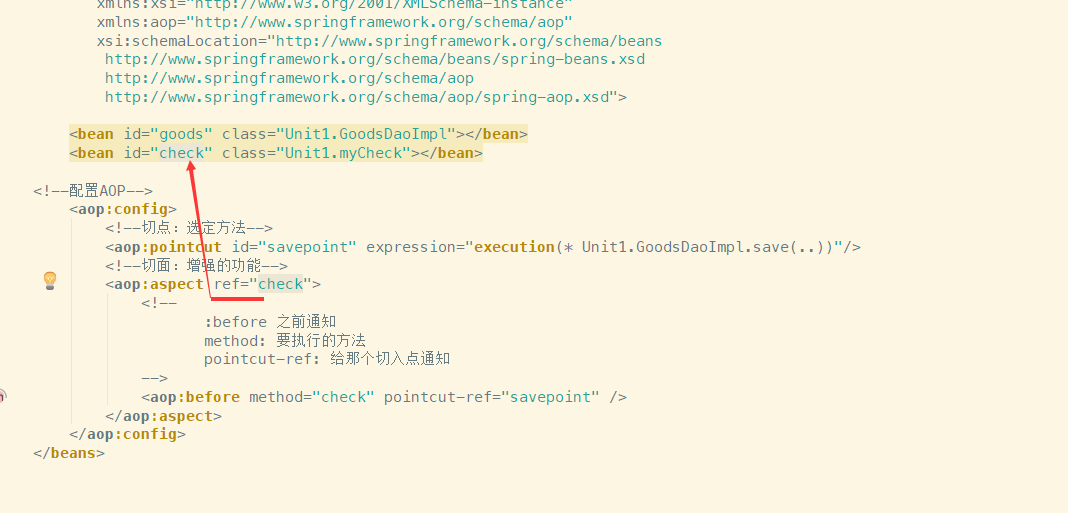 xmlns:xsi="http://www.w3.org/2001/XMLSchema-instance"
xmlns:aop="http://www.springframework.org/schema/aop"
xsi:schemaLocation="http://www.springframework.org/schema/beans
http://www.springframework.org/schema/beans/spring-beans.xsd
http://www.springframework.org/schema/aop
http://www.springframework.org/schema/aop/spring-aop.xsd">
<bean id="goods" class="Unit1.GoodsDaoImpl"></bean>
<bean id="check" class="Unit1.myCheck"></bean>
<!--配置AOP-->
<aop:config>
<!--切点：选定方法-->
<aop:pointcut id="savepoint" expression="execution(* Unit1.GoodsDaoImpl.save(..))"/>
<!--切面：增强的功能-->
<aop:aspect ref="check">
<!--
:before 之前通知
method: 要执行的方法
pointcut-ref: 给那个切入点通知
-->
<aop:before method="check" pointcut-ref="savepoint" />
</aop:aspect>
</aop:config>
</beans>